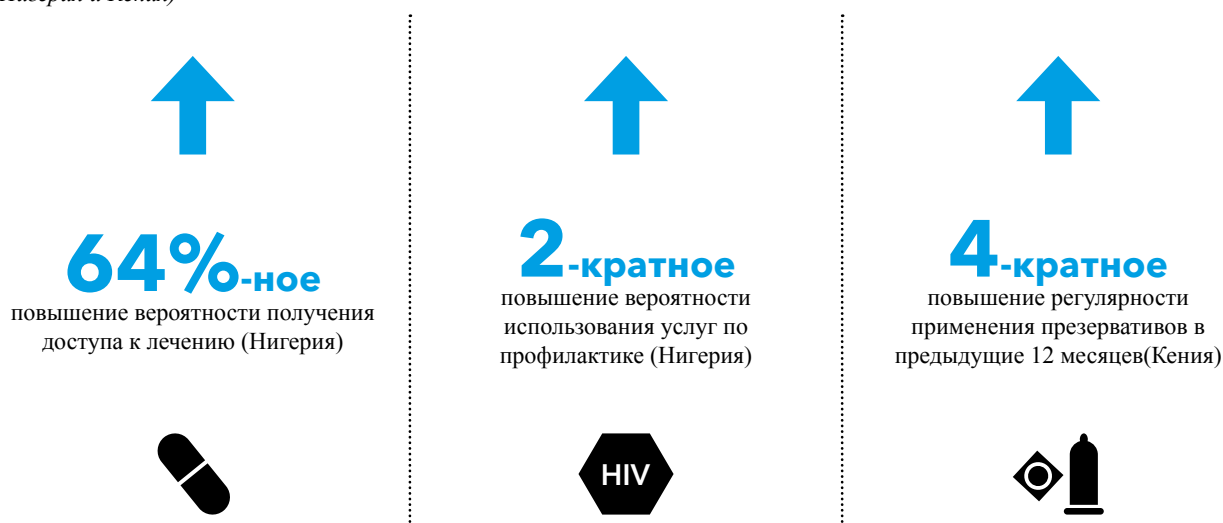 64%-ное
повышение вероятности получения
доступа к лечению (Нигерия)
2-кратное
повышение вероятности
использования услуг по
профилактике (Нигерия)
HIV
4-кратное
повышение регулярности
применения презервативов в
предыдущие 12 месяцев(Кения)